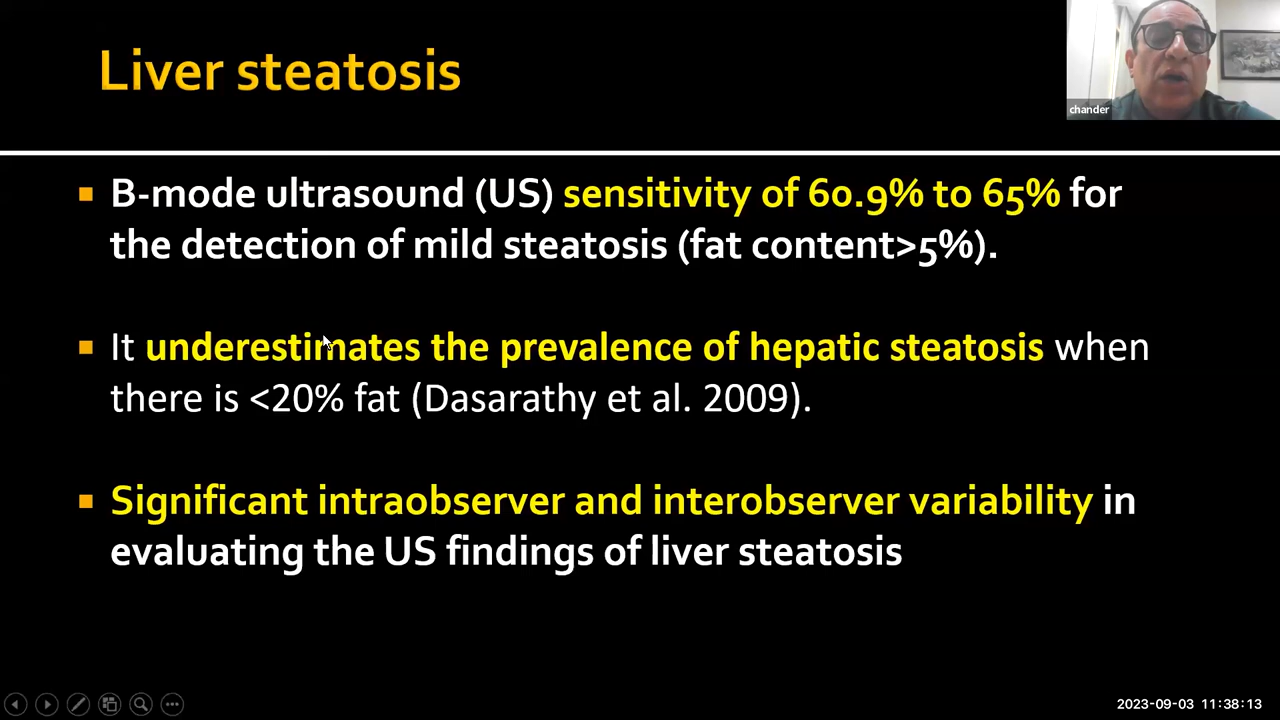 Liver steatosis
chander
B-mode ultrasound (US) sensitivity of 60.9% to 65% for
the detection of mild steatosis (fat content>5%).
It underestimates the prevalence of hepatic steatosis when
there is <20% fat (Dasarathy et al. 2009).
Significant intraobserver and interobserver variability in
evaluating the US findings of liver steatosis
2023-09-03 11:38:13